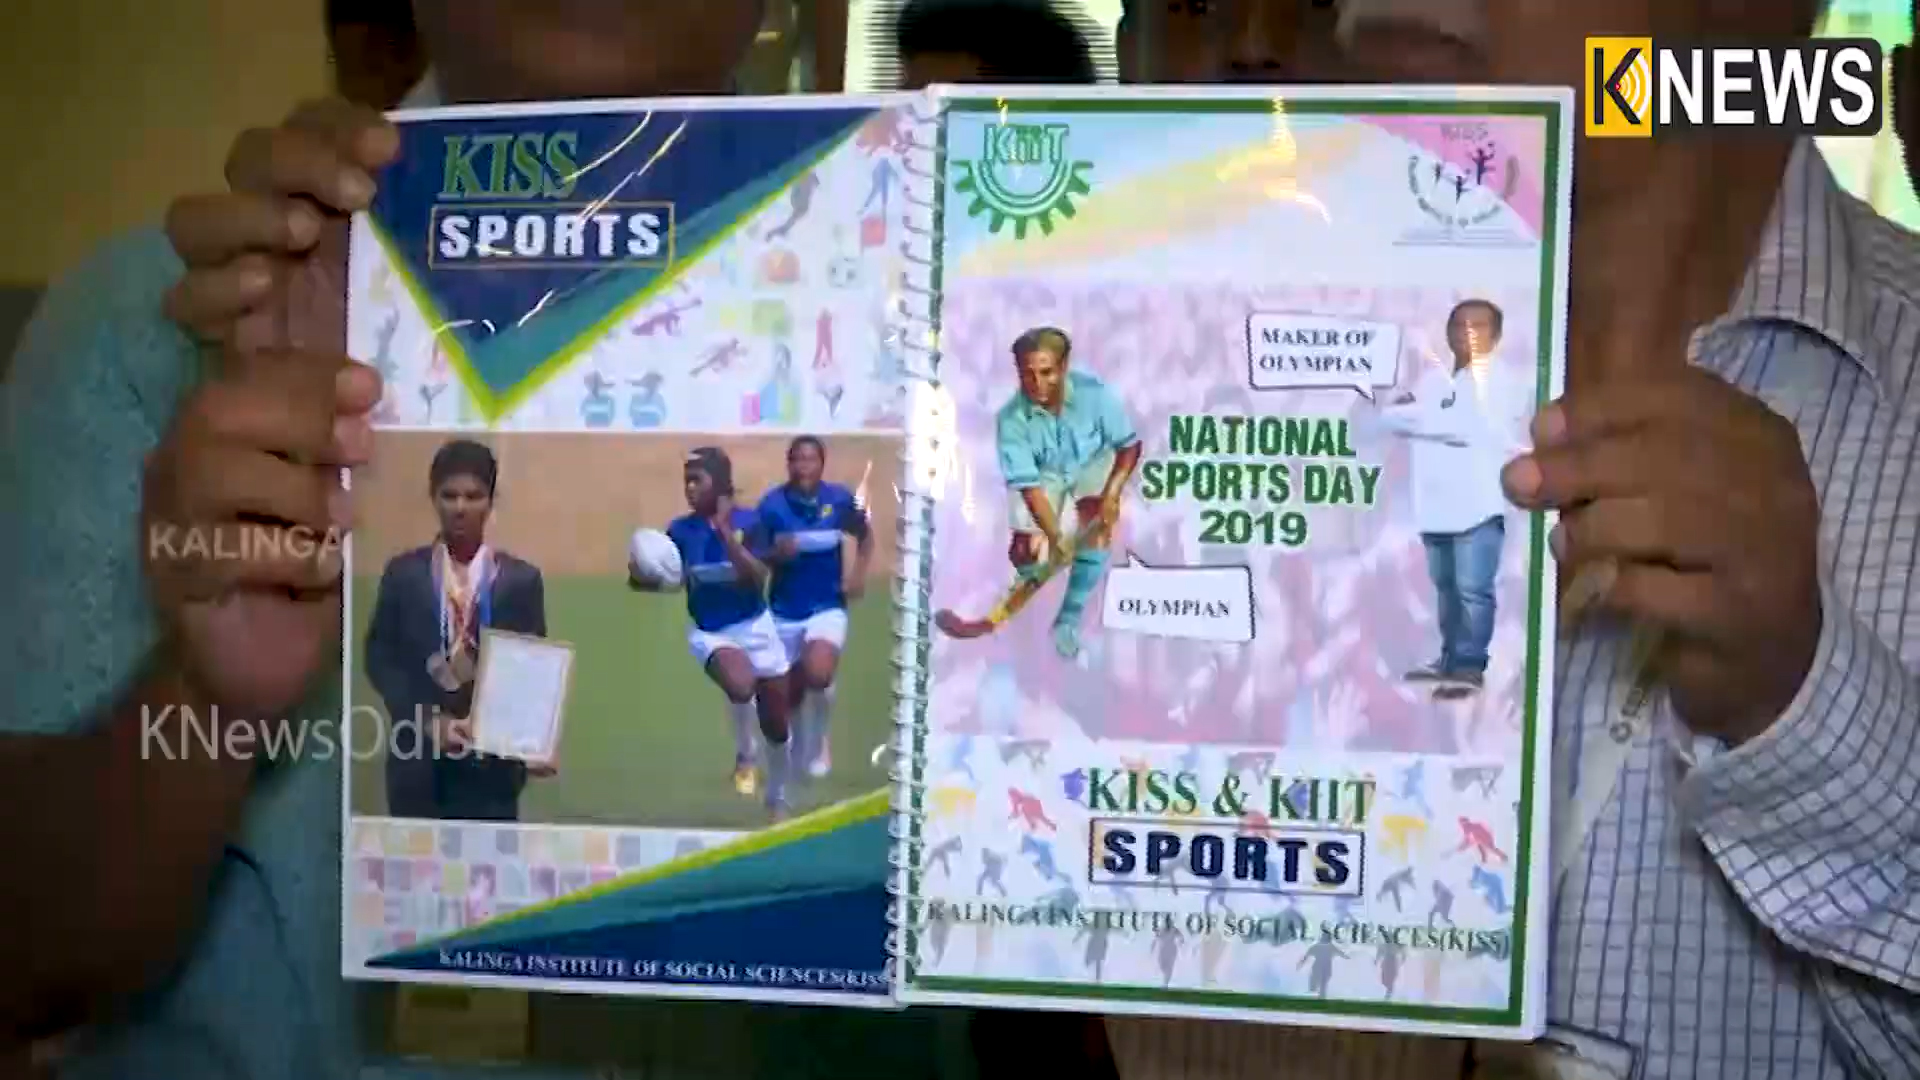 KNEWS
KISS
SPORTS
KALINGA
KNewsOdisha
KALINGA INSTITUTE OF SOCIAL SCIENCES(KISS
KiiT
KISS
MAKER OF
OLYMPIAN
NATIONAL
SPORTS DAY
2019
OLYMPIAN
KISS & KIIT
SPORTS
KALINGA INSTITUTE OF SOCIAL SCIENCES(KISS)